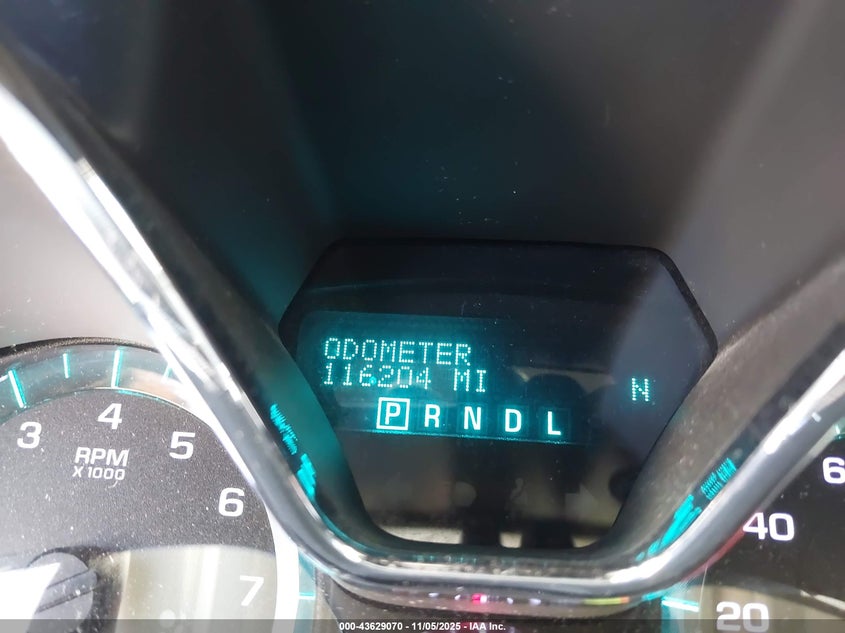 ODOMETER
116204 MI
N
P R N D L
3 4 5 6 7
RPM
X 1000
6
40
20
000-43629070 - 11/05/2025 - IAA Inc.